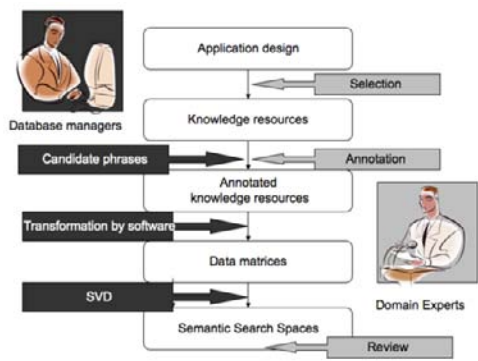 Application design
Selection
Database managers
Knowledge resources
Candidate phrases
Annotation
Annotated
knowledge resources
Transformation by software
Data matrices
SVD
Domain Experts
Semantic Search Spaces
Review